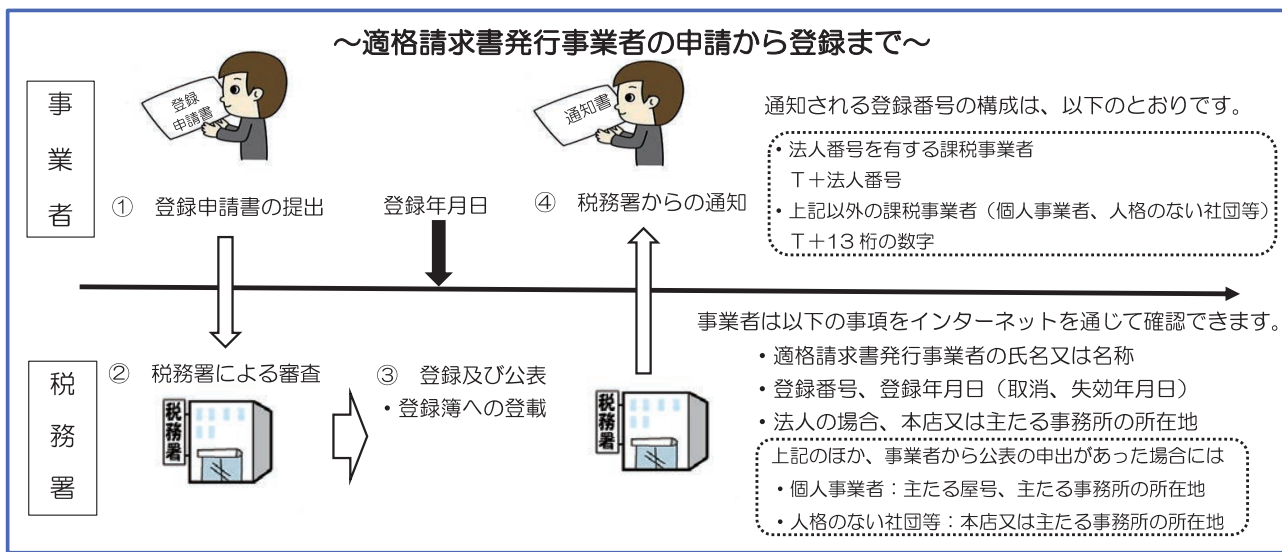 ～適格請求書発行事業者の申請から登録まで～
事業者
登録
申請書
通知書
① 登録申請書の提出
登録年月日
④ 税務署からの通知
通知される登録番号の構成は、以下のとおりです。
・法人番号を有する課税事業者
T＋法人番号
・上記以外の課税事業者（個人事業者、人格のない社団等）
T＋13桁の数字
税務署
② 税務署による審査
税務署
③ 登録及び公表
・登録簿への登載
税務署
事業者は以下の事項をインターネットを通じて確認できます。
・適格請求書発行事業者の氏名又は名称
・登録番号、登録年月日（取消、失効年月日）
・法人の場合、本店又は主たる事務所の所在地
上記のほか、事業者から公表の申出があった場合には
・個人事業者：主たる屋号、主たる事務所の所在地
・人格のない社団等：本店又は主たる事務所の所在地